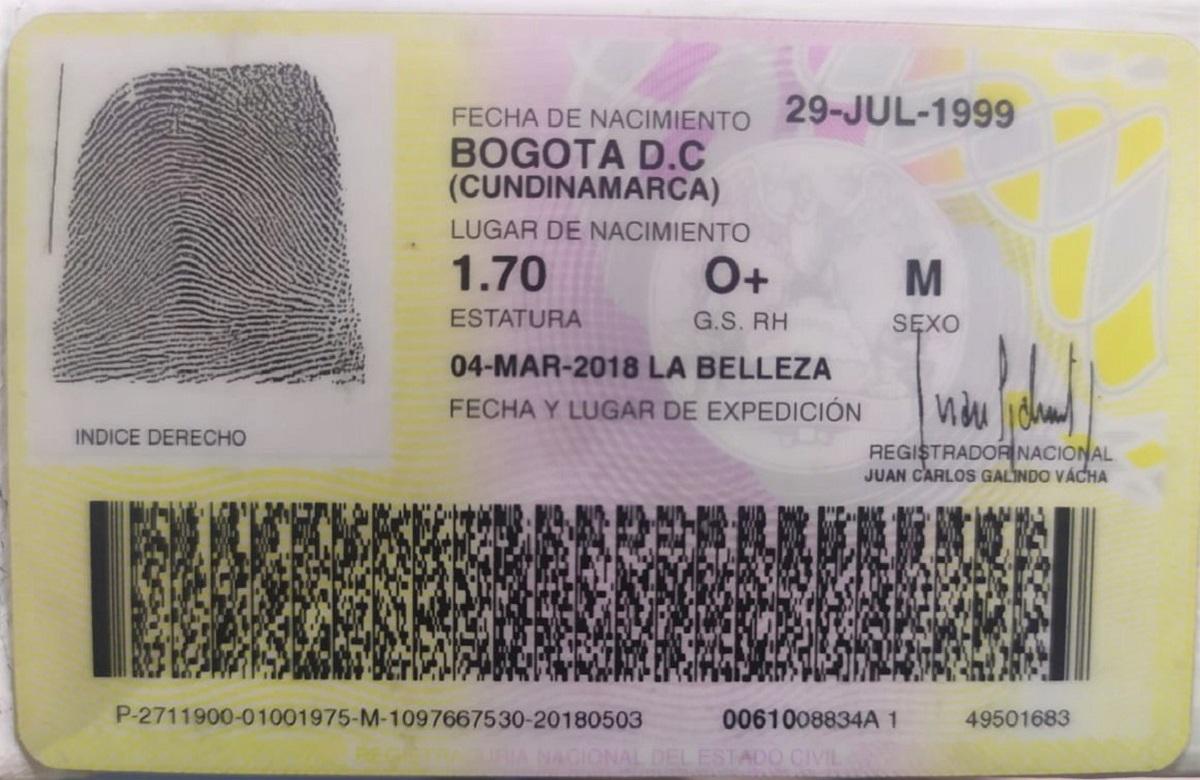 FECHA DE NACIMIENTO 29-JUL-1999
BOGOTA D.C
(CUNDINAMARCA)
LUGAR DE NACIMIENTO
1.70 O+ M
ESTATURA G.S. RH SEXO
04-MAR-2018 LA BELLEZA
FECHA Y LUGAR DE EXPEDICIÓN
INDICE DERECHO
REGISTRADOR NACIONAL
JUAN CARLOS GALINDO VÁCHA
P-2711900-01001975-M-1097667530-20180503 0061008834A 1 49501683
REGISTRADURIA NACIONAL DEL ESTADO CIVIL